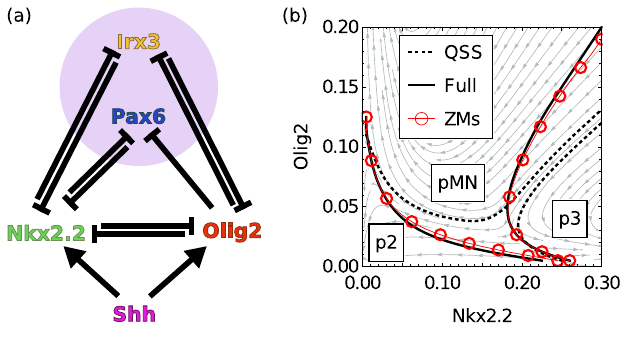 (a)
Irx3
Pax6
Nkx2.2
Olig2
Shh
(b)
0.20
0.15
0.10
0.05
0.00
Olig2
QSS
Full
ZMs
pMN
p3
p2
0.00 0.10 0.20 0.30
Nkx2.2